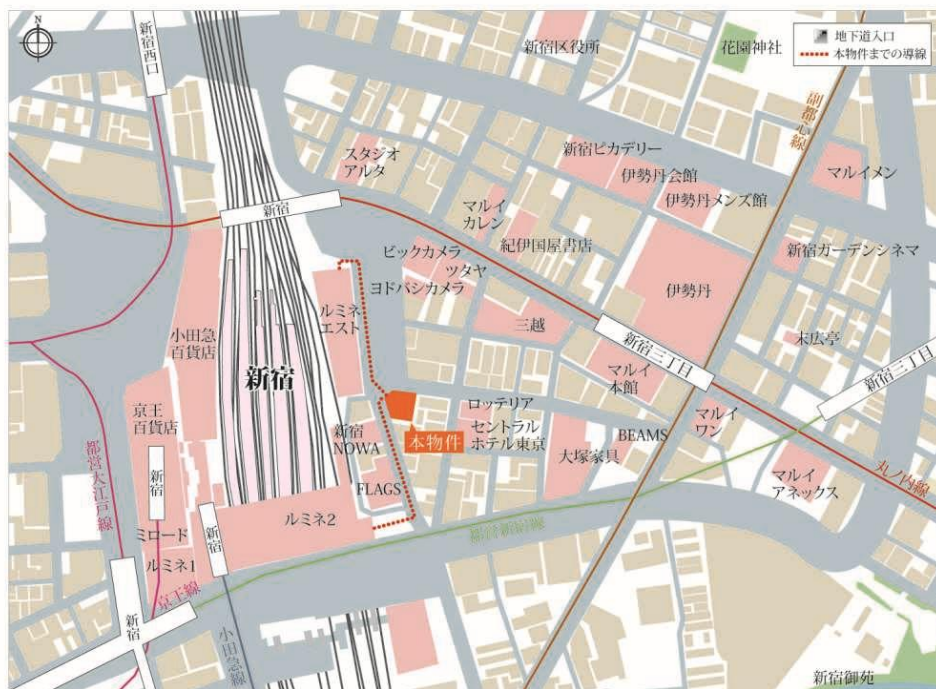 N
新宿西口
新宿区役所
花園神社
地下道入口
本物件までの導線
副都心線
スタジオ
アルタ
新宿ピカデリー
伊勢丹会館
マルイメン
伊勢丹メンズ館
新宿
マルイ
カレン
紀伊国屋書店
新宿ガーデンシネマ
ビックカメラ
ツタヤ
ヨドバシカメラ
伊勢丹
ルミネ
エスト
三越
小田急
百貨店
末広亭
新宿三丁目
新宿三丁目
新宿
マルイ
本館
京王
百貨店
ロッテリア
マルイ
ワン
新宿
NOWA
本物件
セントラル
ホテル東京
BEAMS
大塚家具
都営大江戸線
新宿
FLAGS
マルイ
アネックス
丸ノ内線
ルミネ2
都営新宿線
ミロード
新宿
ルミネ1
京王線
新宿
小田急線
新宿御苑